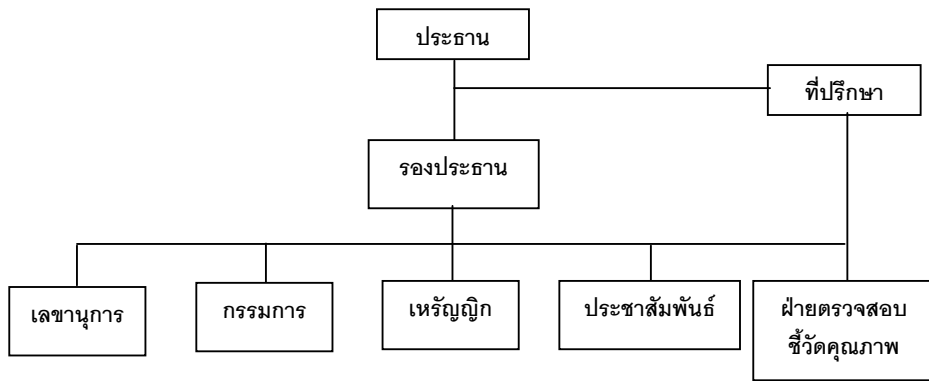 ประธาน
ที่ปรึกษา
รองประธาน
เลขานุการ
กรรมการ
เหรัญญิก
ประชาสัมพันธ์
ฝ่ายตรวจสอบ
ชี้วัดคุณภาพ